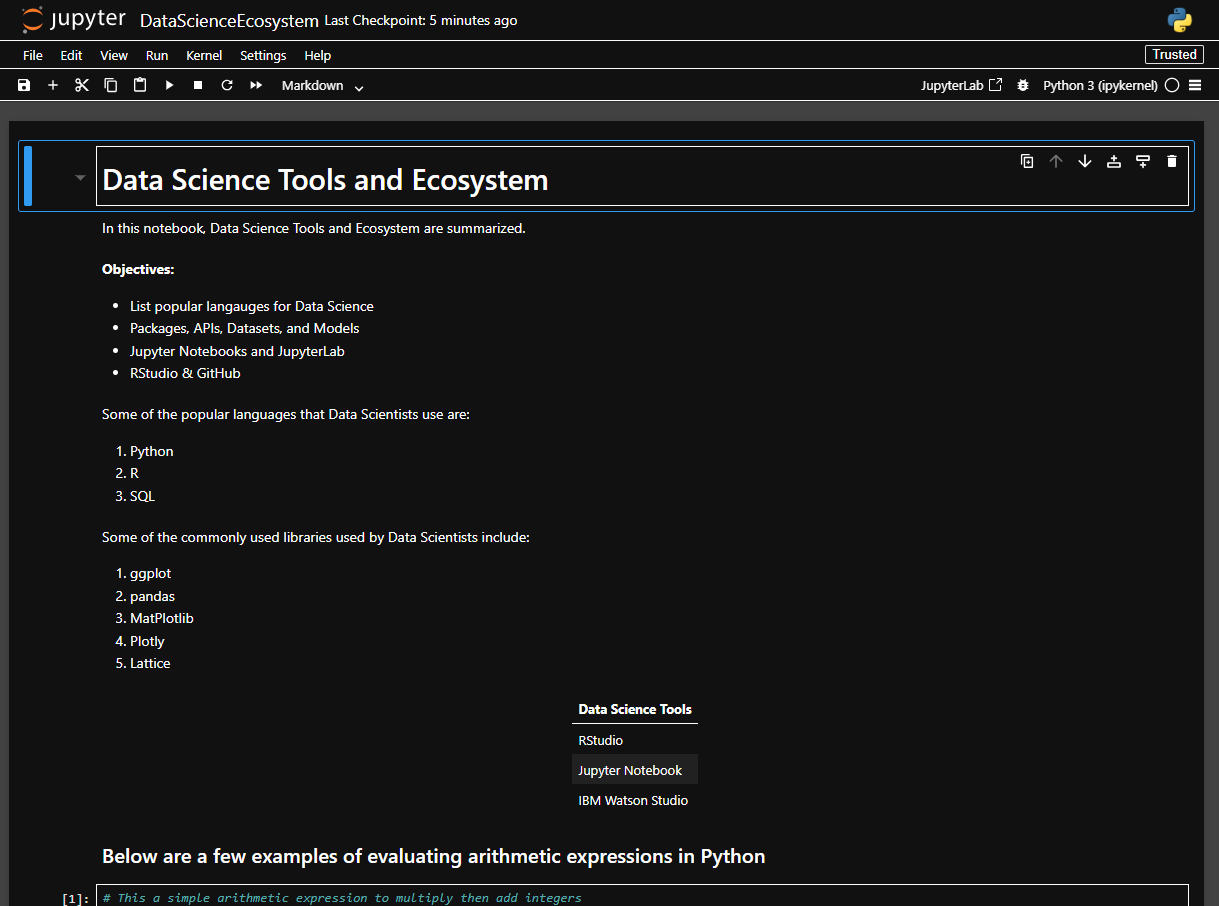 jupyter DataScienceEcosystem Last Checkpoint: 5 minutes ago
File Edit View Run Kernel Settings Help Trusted
Markdown JupyterLab Python 3 (ipykernel)
Data Science Tools and Ecosystem
In this notebook, Data Science Tools and Ecosystem are summarized.
Objectives:
• List popular langauges for Data Science
• Packages, APIs, Datasets, and Models
• Jupyter Notebooks and JupyterLab
• RStudio & GitHub
Some of the popular languages that Data Scientists use are:
1. Python
2. R
3. SQL
Some of the commonly used libraries used by Data Scientists include:
1. ggplot
2. pandas
3. MatPlotlib
4. Plotly
5. Lattice
Data Science Tools
RStudio
Jupyter Notebook
IBM Watson Studio
Below are a few examples of evaluating arithmetic expressions in Python
[1]: # This a simple arithmetic expression to multiply then add integers